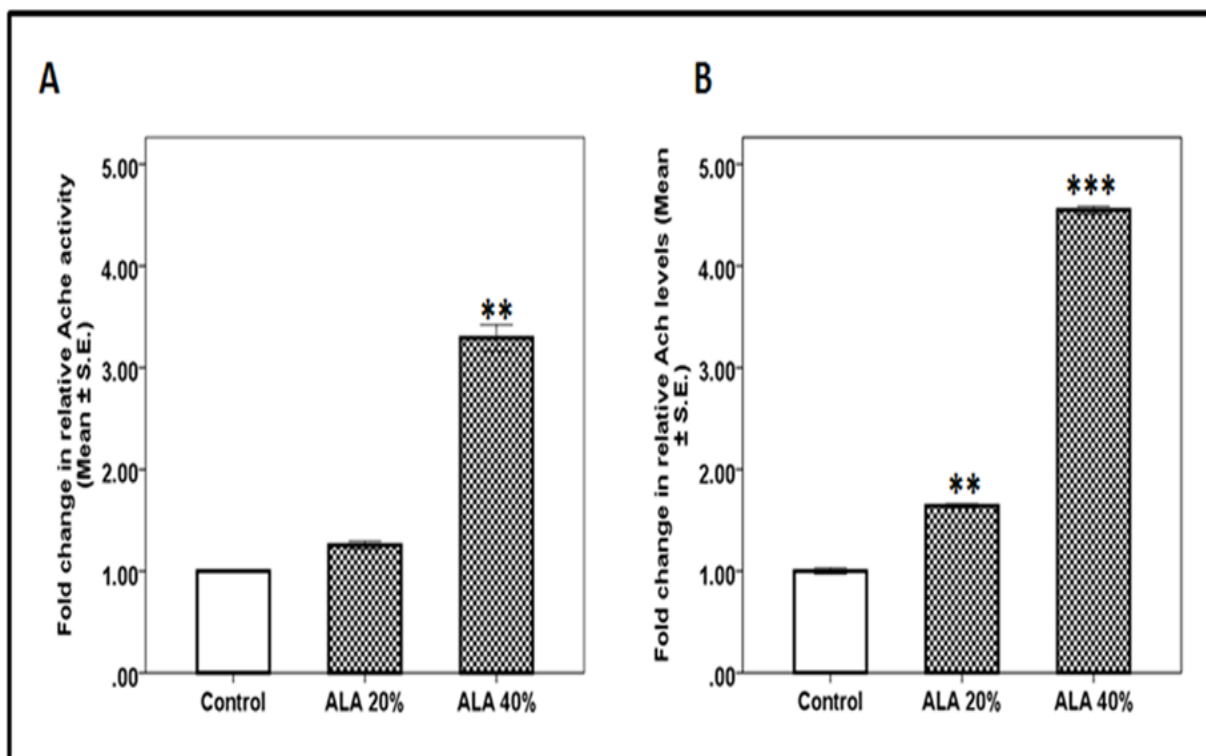 A
Fold change in relative Ache activity
(Mean ± S.E.)
5.00
4.00
3.00
2.00
1.00
.00
**
Control
ALA 20%
ALA 40%
B
Fold change in relative Ach levels (Mean
± S.E.)
5.00
4.00
3.00
2.00
1.00
.00
**
***
Control
ALA 20%
ALA 40%